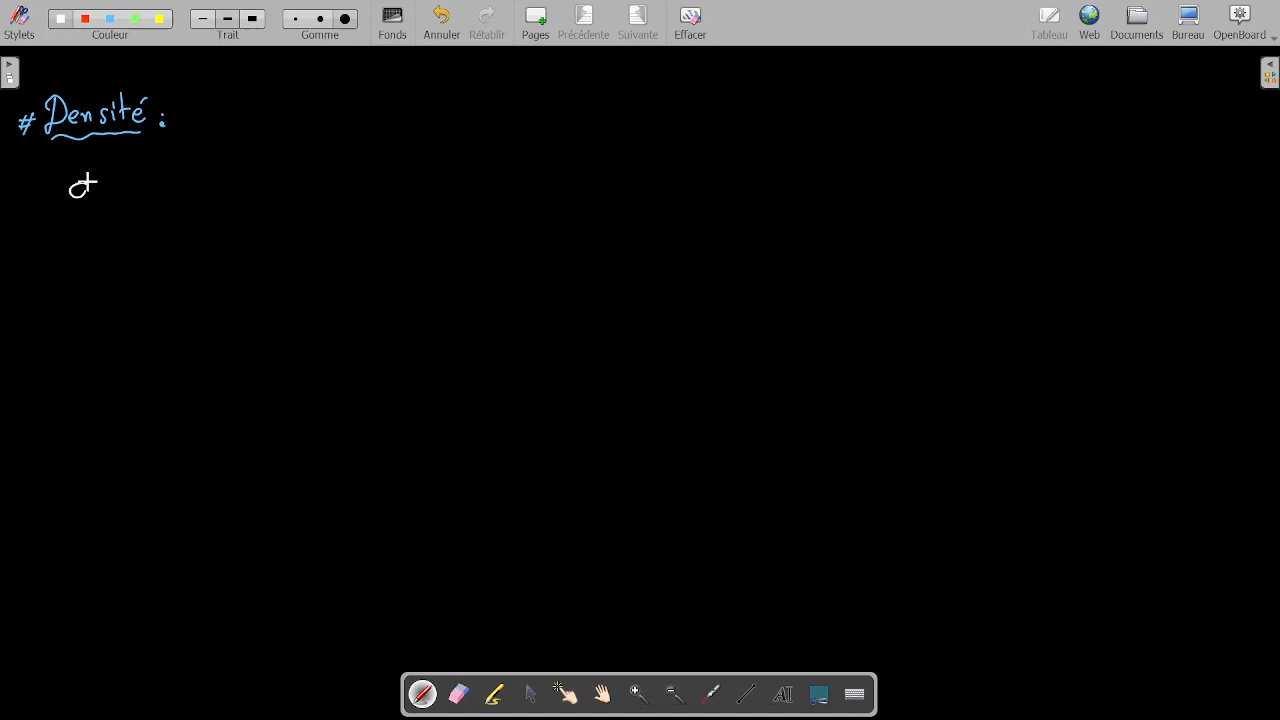 Stylets Couleur Trait Gomme Fonds Annuler Rétablir Pages Précédente Suivante Effacer Tableau Web Documents Bureau OpenBoard
# Densité :